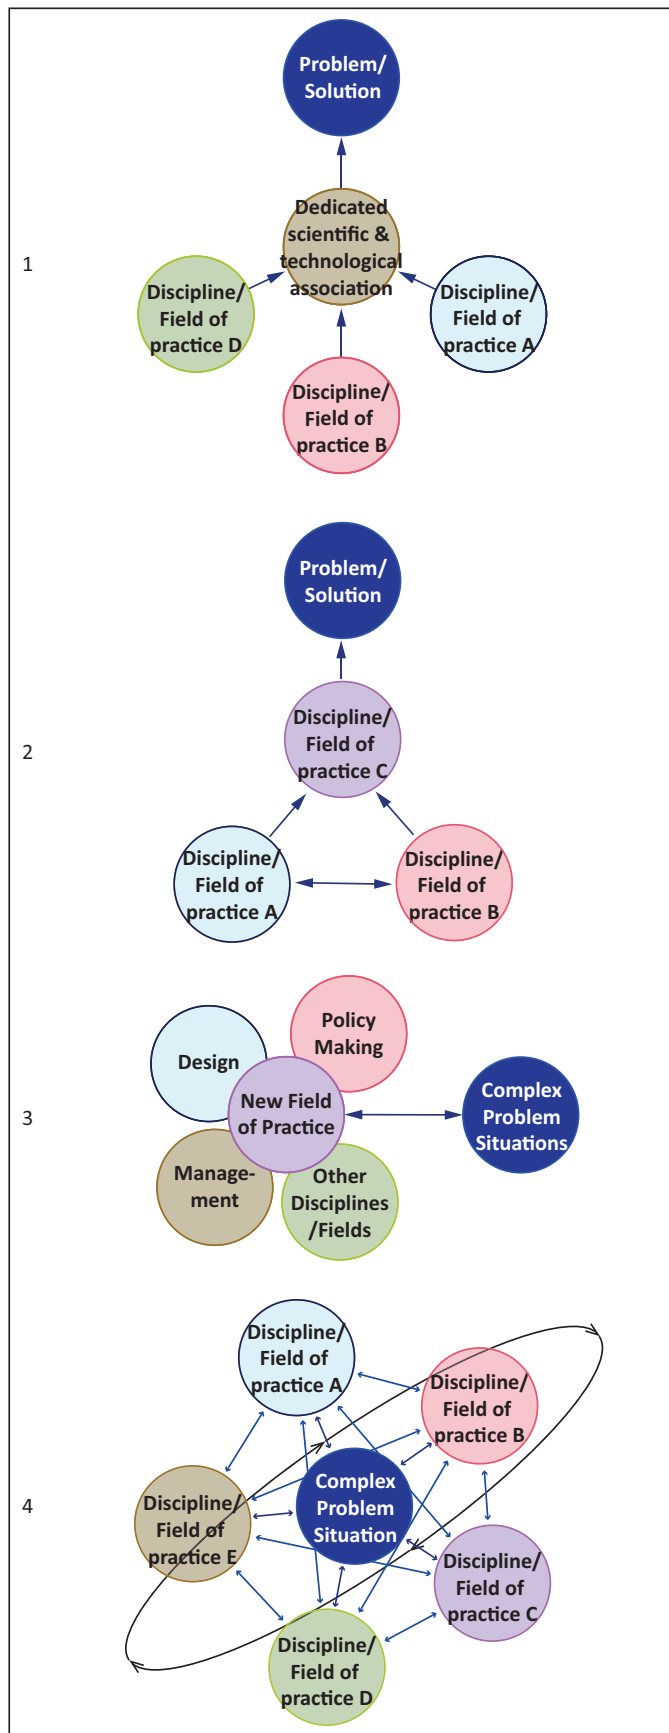 Problem/
Solution
Dedicated
scientific &
technological
association
1
Discipline/
Field of
practice D
Discipline/
Field of
practice A
Discipline/
Field of
practice B
Problem/
Solution
Discipline/
Field of
practice C
2
Discipline/
Field of
practice A
Discipline/
Field of
practice B
Policy
Making
Design
New Field
of Practice
Complex
Problem
Situations
3
Manage-
ment
Other
Disciplines
/Fields
Discipline/
Field of
practice A
Discipline/
Field of
practice B
Complex
Problem
Situation
4
Discipline/
Field of
practice E
Discipline/
Field of
practice C
Discipline/
Field of
practice D